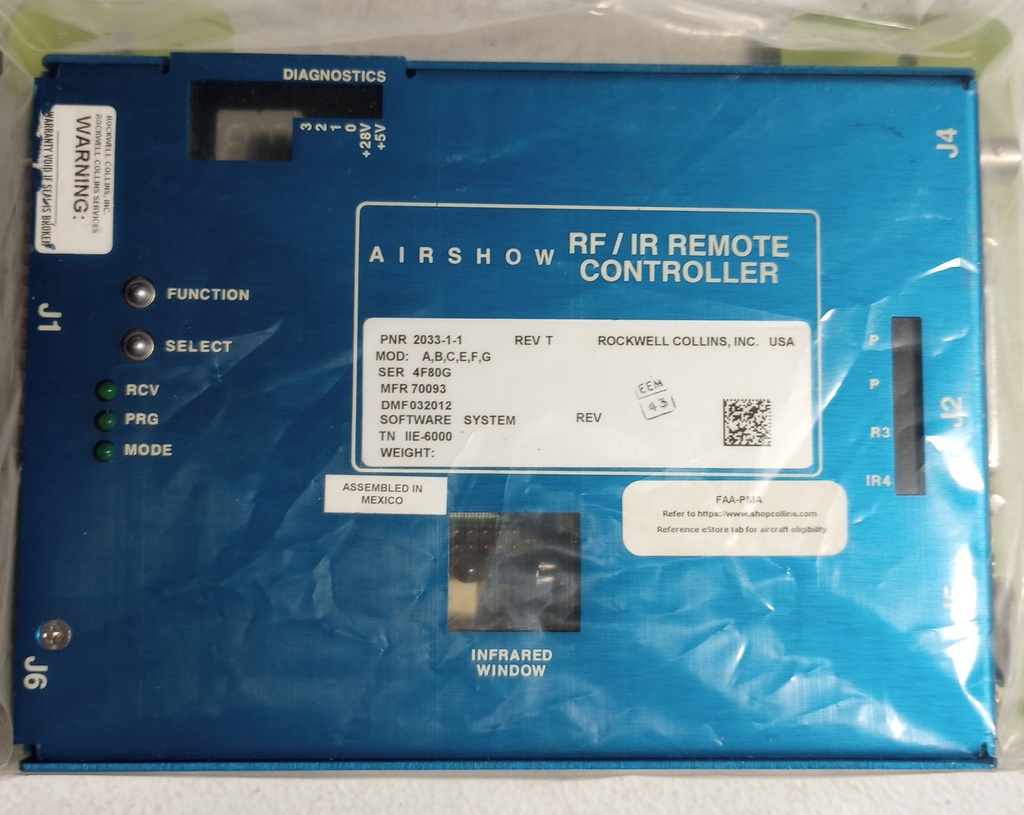 DIAGNOSTICS
3
2
1
0
+28V
+5V
ROCKWELL COLLINS, INC.
ROCKWELL COLLINS SERVICES
WARNING:
WARRANTY VOID IF SEAL IS BROKEN
J4
AIRSHOW RF / IR REMOTE
CONTROLLER
FUNCTION
J1
SELECT
RCV
PRG
MODE
PNR 2033-1-1 REV T ROCKWELL COLLINS, INC. USA
MOD: A,B,C,E,F,G
SER 4F80G
MFR 70093
DMF032012
SOFTWARE SYSTEM REV
TN IIE-6000
WEIGHT:
EEM
43
P
P
R3
IR4
J2
ASSEMBLED IN
MEXICO
FAA-PMA
Refer to https://www.shopcollins.com
Reference eStore tab for aircraft eligibility
J5
J6
INFRARED
WINDOW